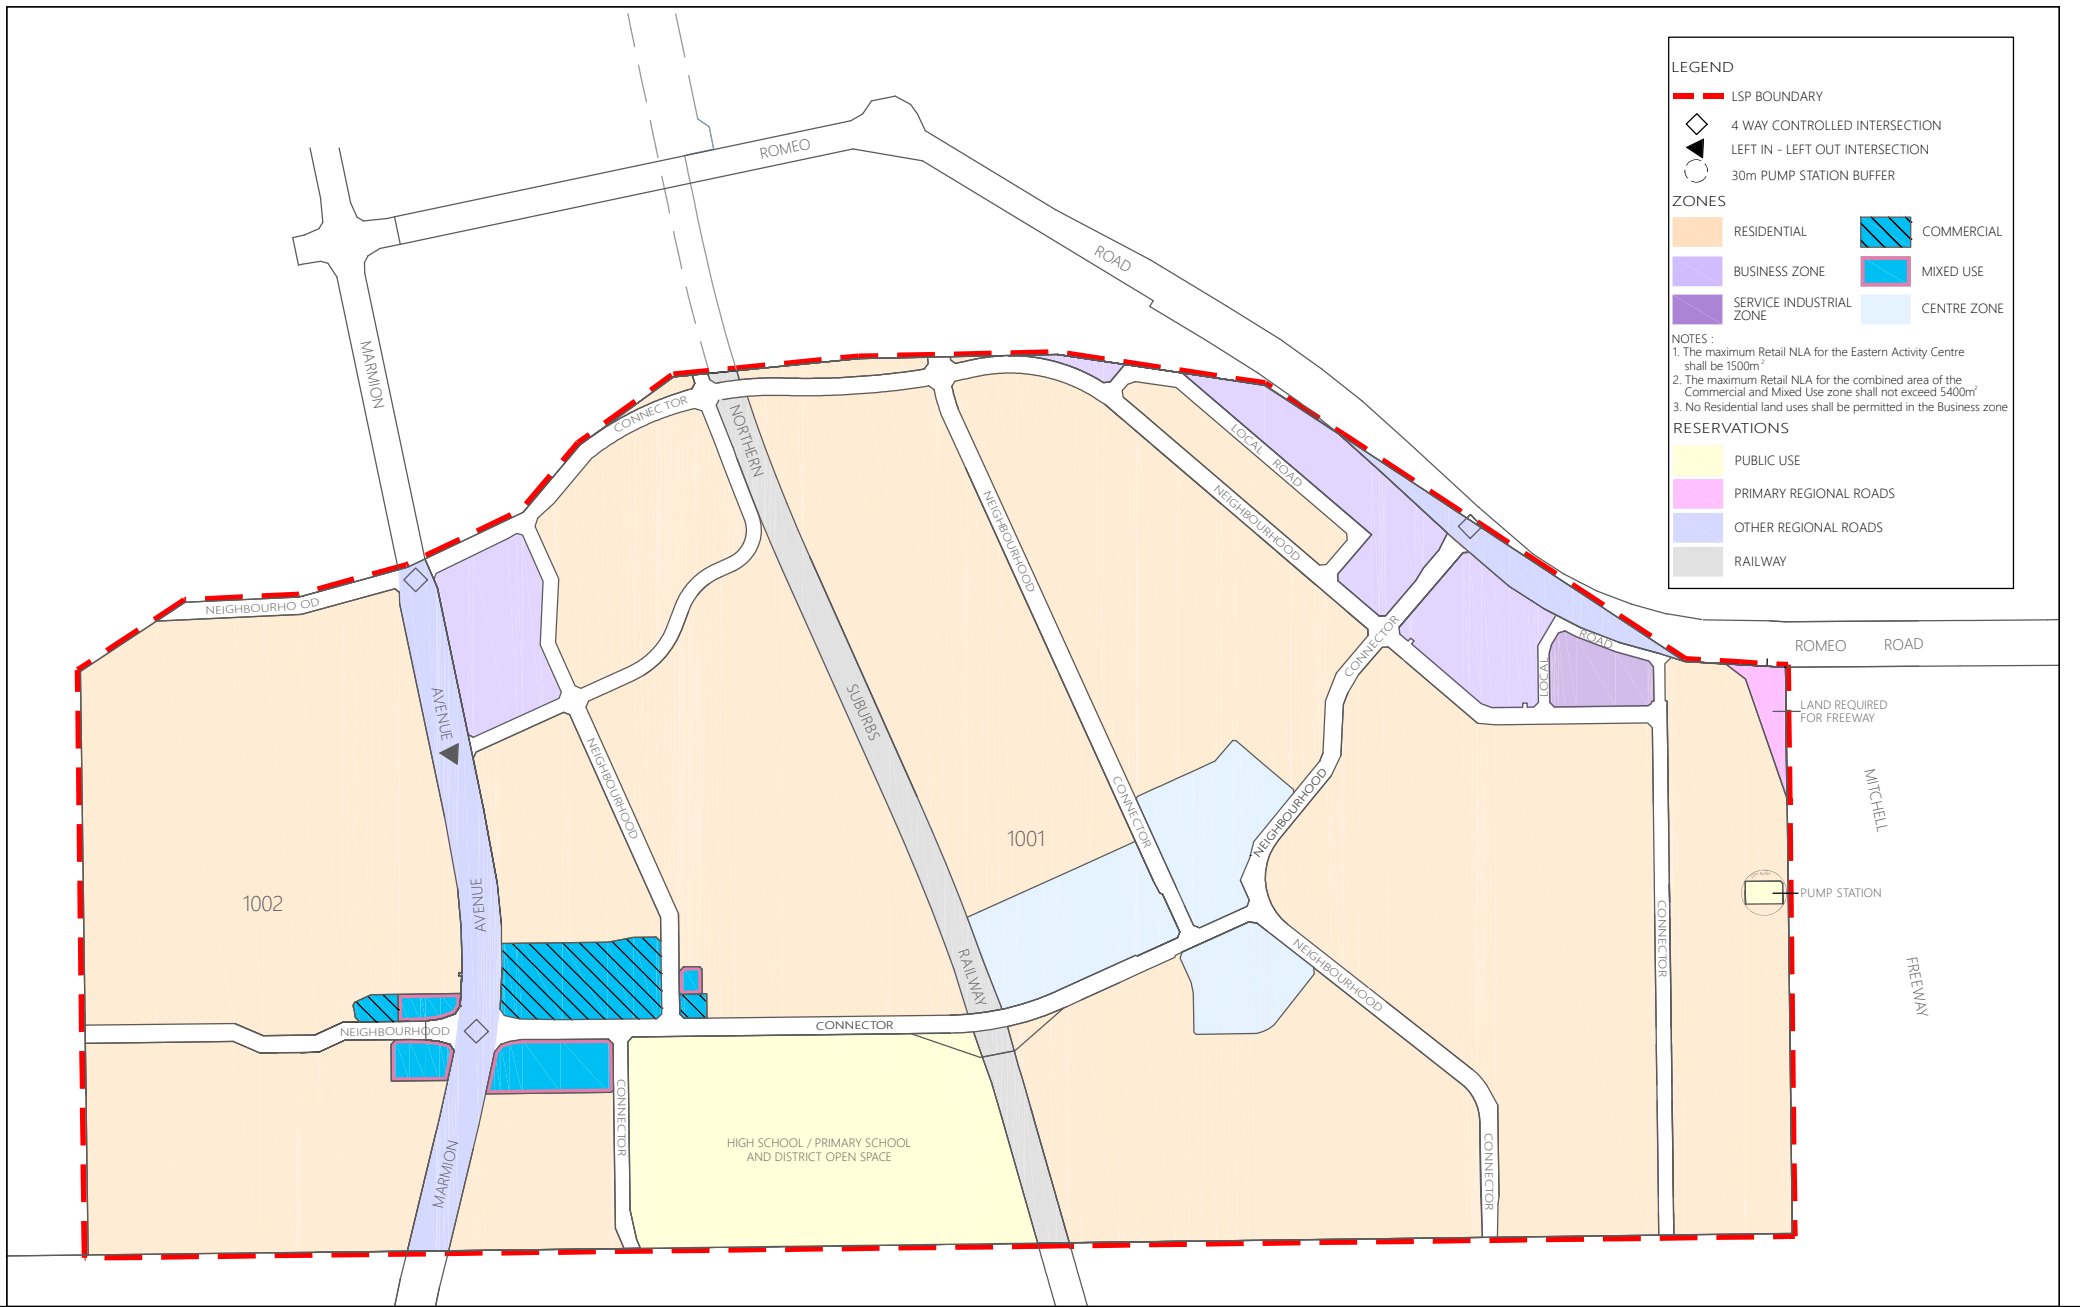 LEGEND
LSP BOUNDARY
4 WAY CONTROLLED INTERSECTION
LEFT IN - LEFT OUT INTERSECTION
30m PUMP STATION BUFFER
ZONES
RESIDENTIAL
COMMERCIAL
BUSINESS ZONE
MIXED USE
SERVICE INDUSTRIAL
ZONE
CENTRE ZONE
NOTES :
1. The maximum Retail NLA for the Eastern Activity Centre
shall be 1500m²
2. The maximum Retail NLA for the combined area of the
Commercial and Mixed Use zone shall not exceed 5400m²
3. No Residential land uses shall be permitted in the Business zone
RESERVATIONS
PUBLIC USE
PRIMARY REGIONAL ROADS
OTHER REGIONAL ROADS
RAILWAY
ROMEO
ROAD
MARMION
CONNEC TOR
NORTHERN
LOCAL ROAD
NEIGHBOURHOOD
NEIGHBOURHOOD
NEIGHBOURHO OD
CONNECTOR
ROAD
LOCAL
ROMEO ROAD
AVENUE
SUBURBS
LAND REQUIRED
FOR FREEWAY
NEIGHBOURHOOD
CONNECTOR
NEIGHBOURHOOD
MITCHELL
1001
1002
AVENUE
PUMP STATION
CONNECTOR
RAILWAY
NEIGHBOURHOOD
FREEWAY
NEIGHBOURHOOD
CONNECTOR
CONNECTOR
HIGH SCHOOL / PRIMARY SCHOOL
AND DISTRICT OPEN SPACE
MARMION
CONNECTOR